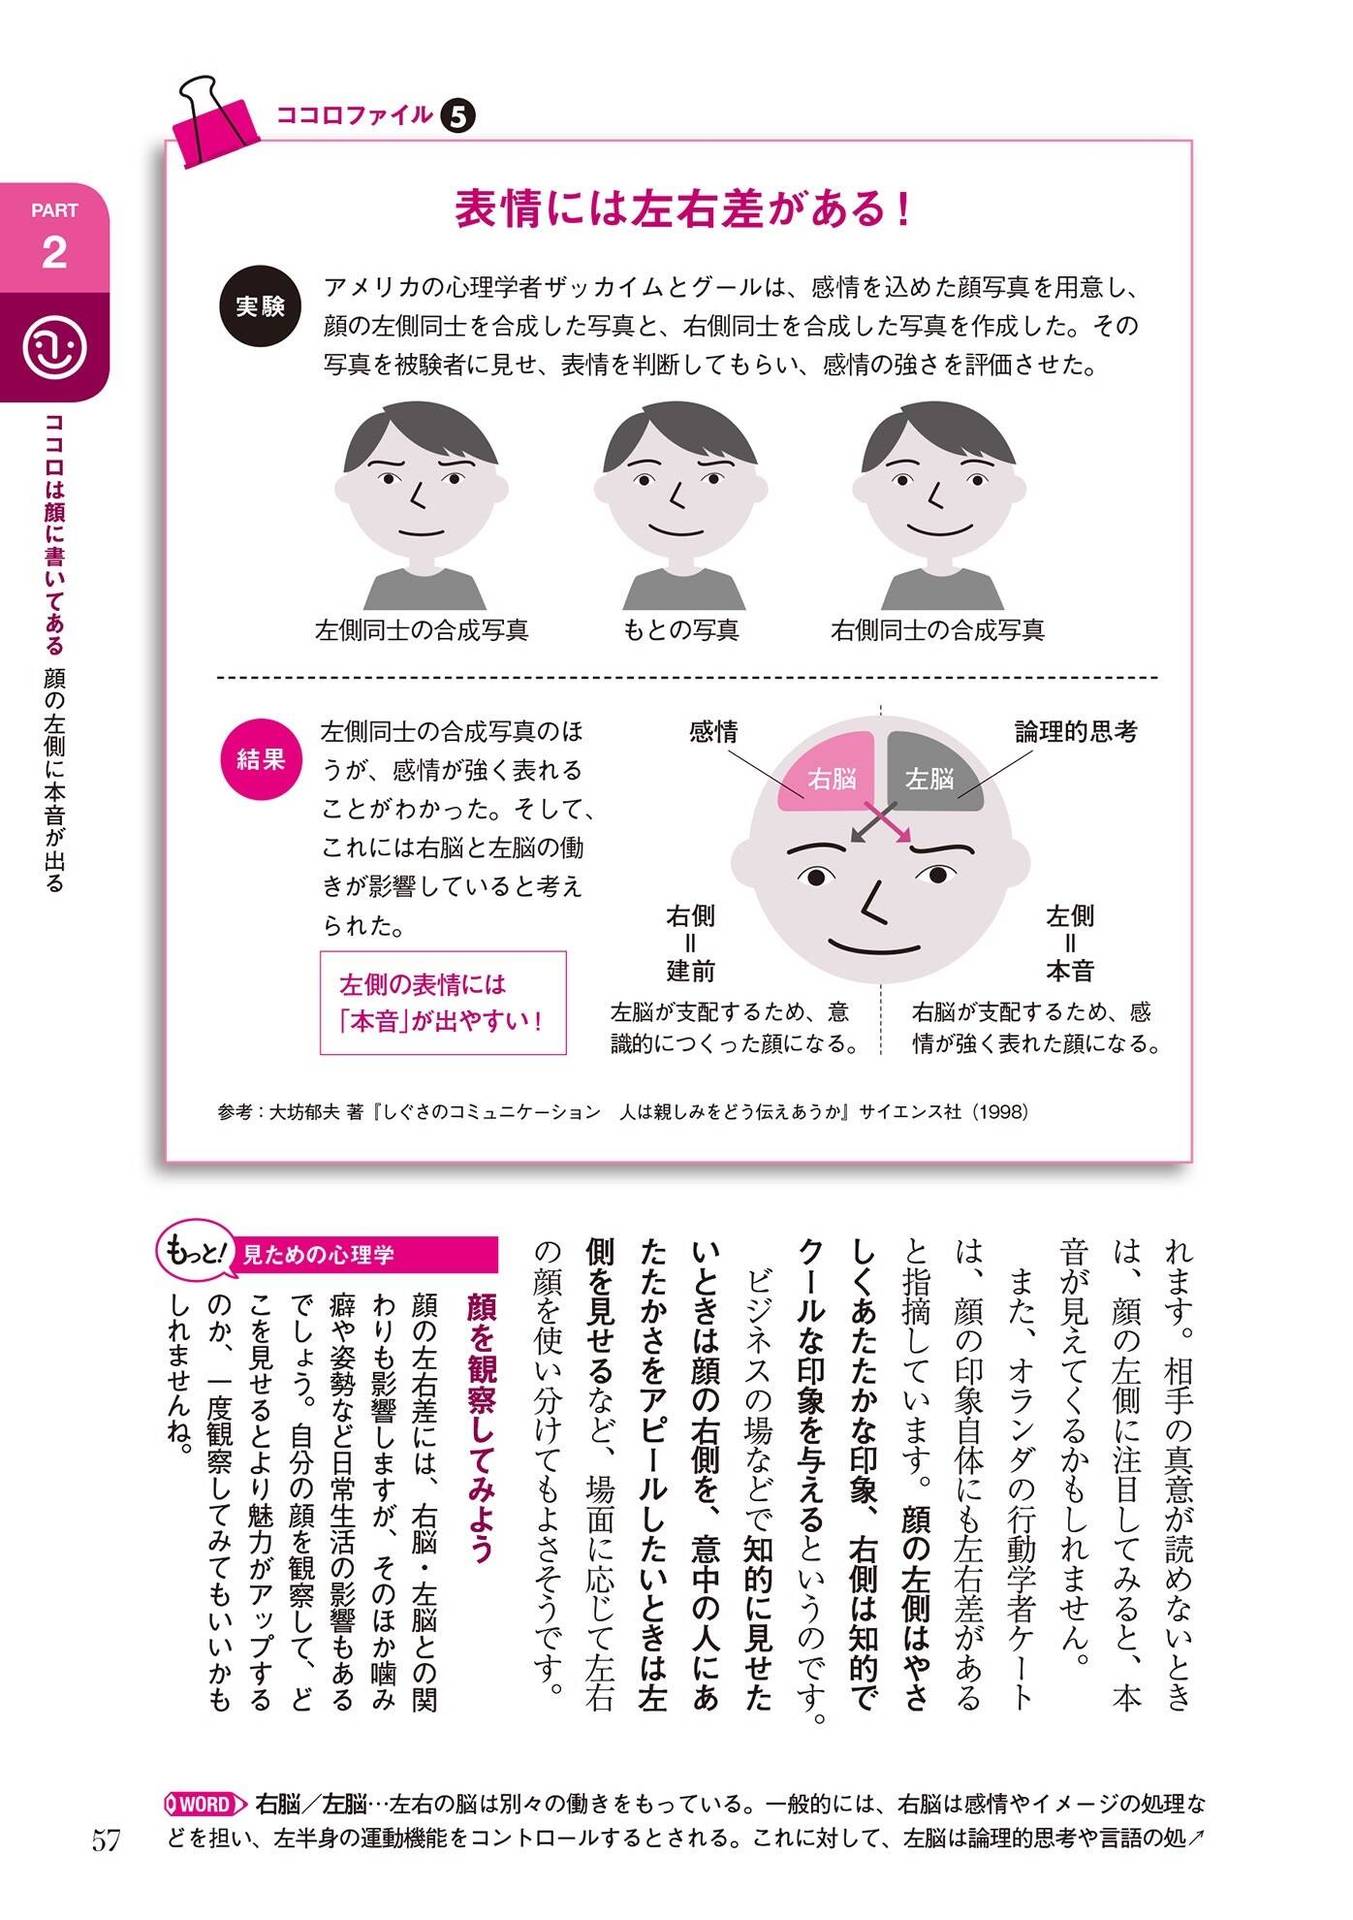 ココロファイル 5
表情には左右差がある！
実験
アメリカの心理学者ザッカイムとグールは、感情を込めた顔写真を用意し、
顔の左側同士を合成した写真と、右側同士を合成した写真を作成した。その
写真を被験者に見せ、表情を判断してもらい、感情の強さを評価させた。
左側同士の合成写真
もとの写真
右側同士の合成写真
結果
左側同士の合成写真のほ
うが、感情が強く表れる
ことがわかった。そして、
これには右脳と左脳の働
きが影響していると考え
られた。
左側の表情には
「本音」が出やすい！
感情
論理的思考
右脳
左脳
右側
＝
建前
左脳が支配するため、意
識的につくった顔になる。
左側
＝
本音
右脳が支配するため、感
情が強く表れた顔になる。
参考：大坊郁夫 著『しぐさのコミュニケーション　人は親しみをどう伝えあうか』サイエンス社（1998）
PART
2
ココロは顔に書いてある 顔の左側に本音が出る
れます。相手の真意が読めないとき
は、顔の左側に注目してみると、本
音が見えてくるかもしれません。
また、オランダの行動学者ケート
は、顔の印象自体にも左右差がある
と指摘しています。顔の左側はやさ
しくあたたかな印象、右側は知的で
クールな印象を与えるというのです。
ビジネスの場などで知的に見せた
いときは顔の右側を、意中の人にあ
たたかさをアピールしたいときは左
側を見せるなど、場面に応じて左右
の顔を使い分けてもよさそうです。
もっと！ 見ための心理学
顔を観察してみよう
顔の左右差には、右脳・左脳との関
わりも影響しますが、そのほか噛み
癖や姿勢など日常生活の影響もある
でしょう。自分の顔を観察して、ど
こを見せるとより魅力がアップする
のか、一度観察してみてもいいかも
しれませんね。
WORD 右脳／左脳…左右の脳は別々の働きをもっている。一般的には、右脳は感情やイメージの処理な
どを担い、左半身の運動機能をコントロールするとされる。これに対して、左脳は論理的思考や言語の処↗
57